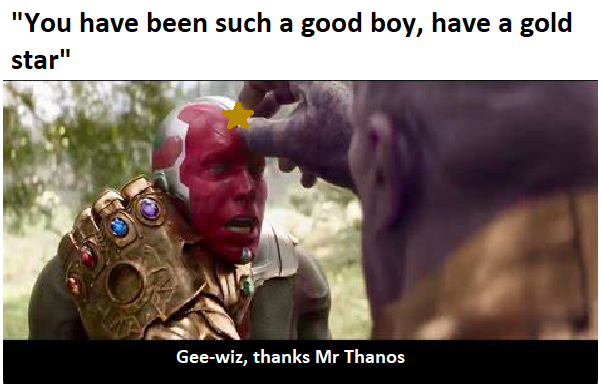 "You have been such a good boy, have a gold
star"
Gee-wiz, thanks Mr Thanos